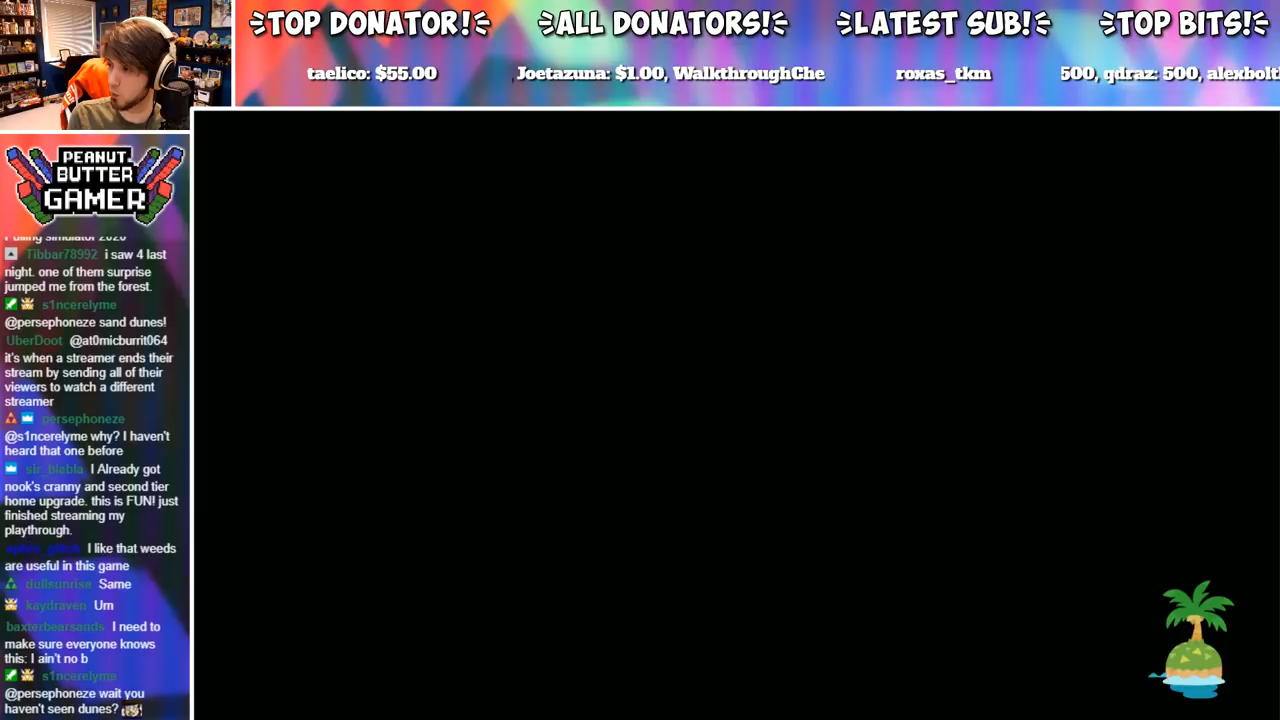 TOP DONATOR!
ALL DONATORS!
LATEST SUB!
TOP BITS!
taelico: $55.00
Joetazuna: $1.00, WalkthroughChe
roxas_tkm
500, qdraz: 500, alexbolt
PEANUT
BUTTER
GAMER
Tibbar78992 i saw 4 last
night. one of them surprise
jumped me from the forest.
s1ncerelyme
@persephoneze sand dunes!
UberDoot @at0micburrit064
it's when a streamer ends their
stream by sending all of their
viewers to watch a different
streamer
persephoneze
@s1ncerelyme why? I haven't
heard that one before
sir_blabla I Already got
nook's cranny and second tier
home upgrade. this is FUN! just
finished streaming my
playthrough.
I like that weeds
are useful in this game
dullsunrise Same
kaydraven Um
baxterbearsands I need to
make sure everyone knows
this: I ain't no b
s1ncerelyme
@persephoneze wait you
haven't seen dunes?